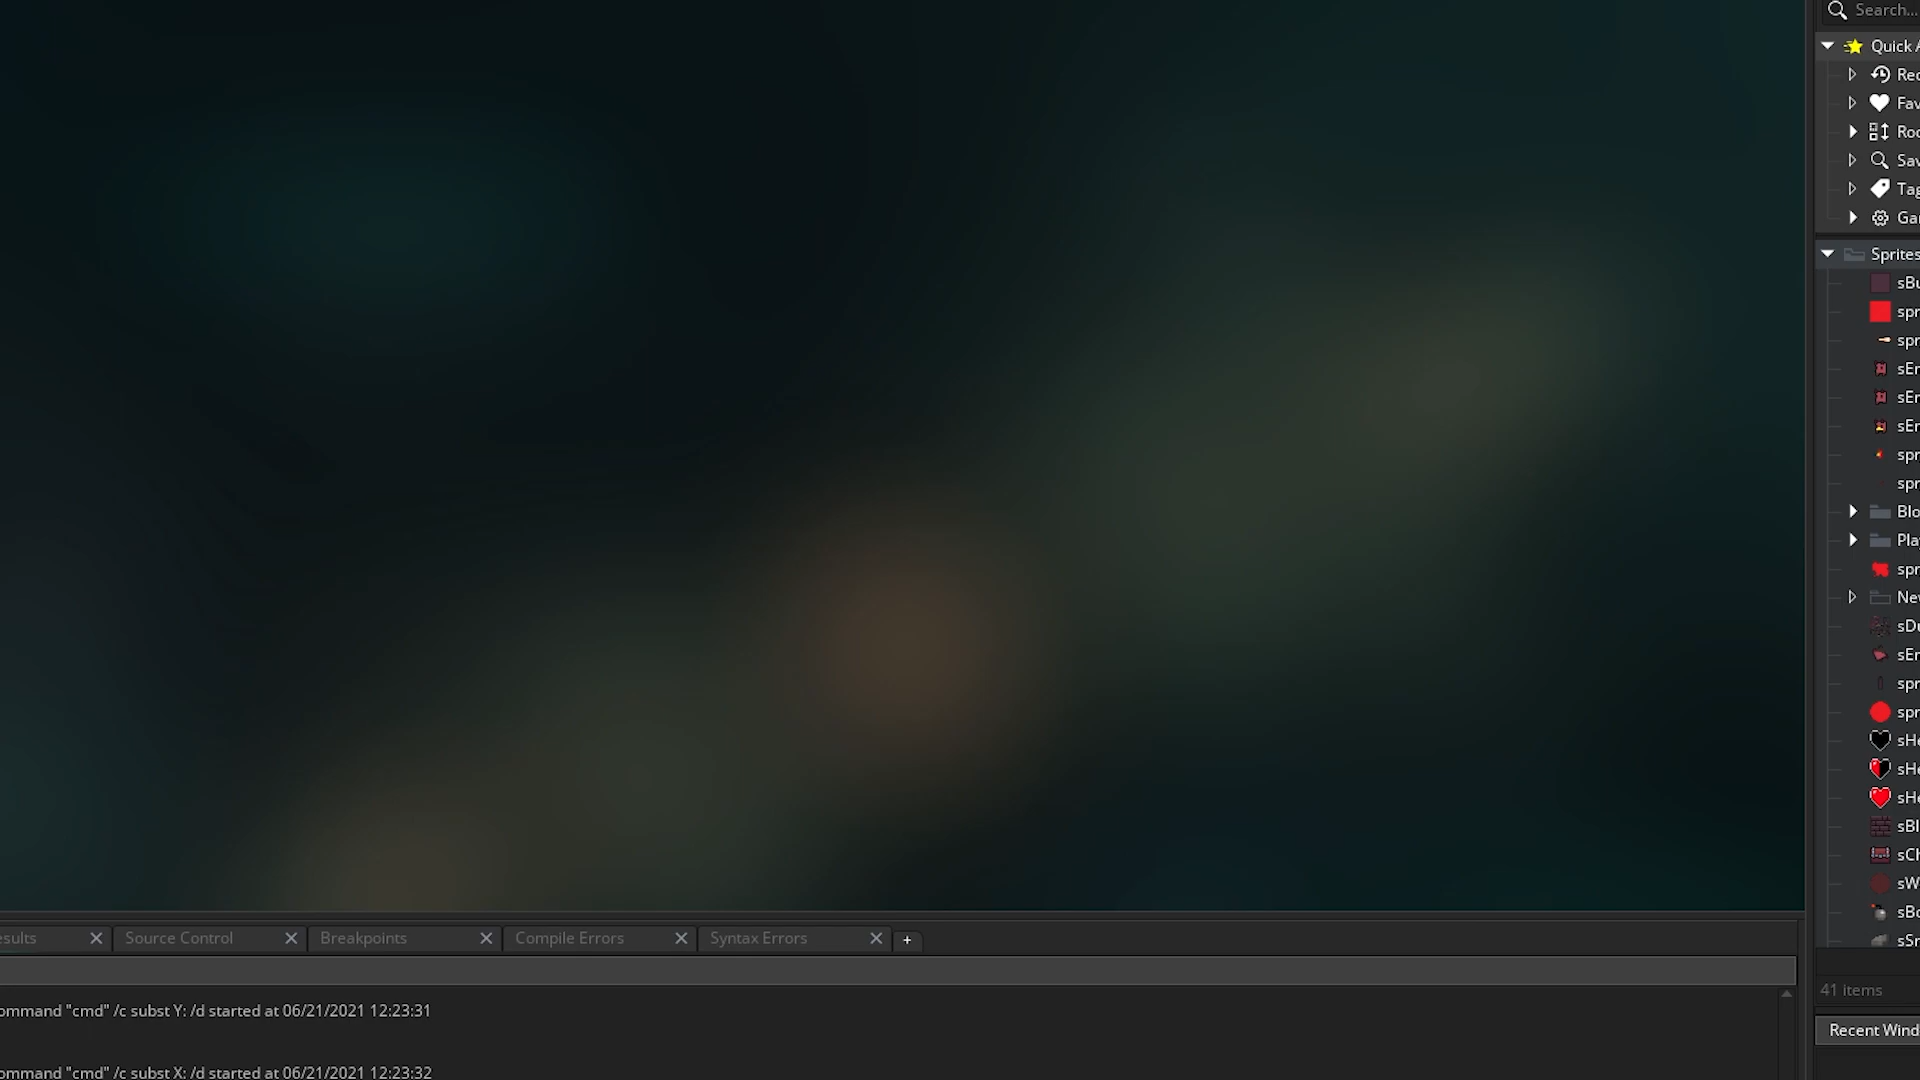 Search...
Quick A
Rec
Fav
Roo
Sav
Tag
Gar
Sprites
sBu
spr
spr
sEr
sEr
sEr
spr
spr
Blo
Pla
spr
Nev
sDu
sEr
spr
spr
sHe
sHe
sHe
sBl
sCh
sW
sBo
sSr
41 items
Recent Wind
esults
Source Control
Breakpoints
Compile Errors
Syntax Errors
+
ommand "cmd" /c subst Y: /d started at 06/21/2021 12:23:31
ommand "cmd" /c subst X: /d started at 06/21/2021 12:23:32